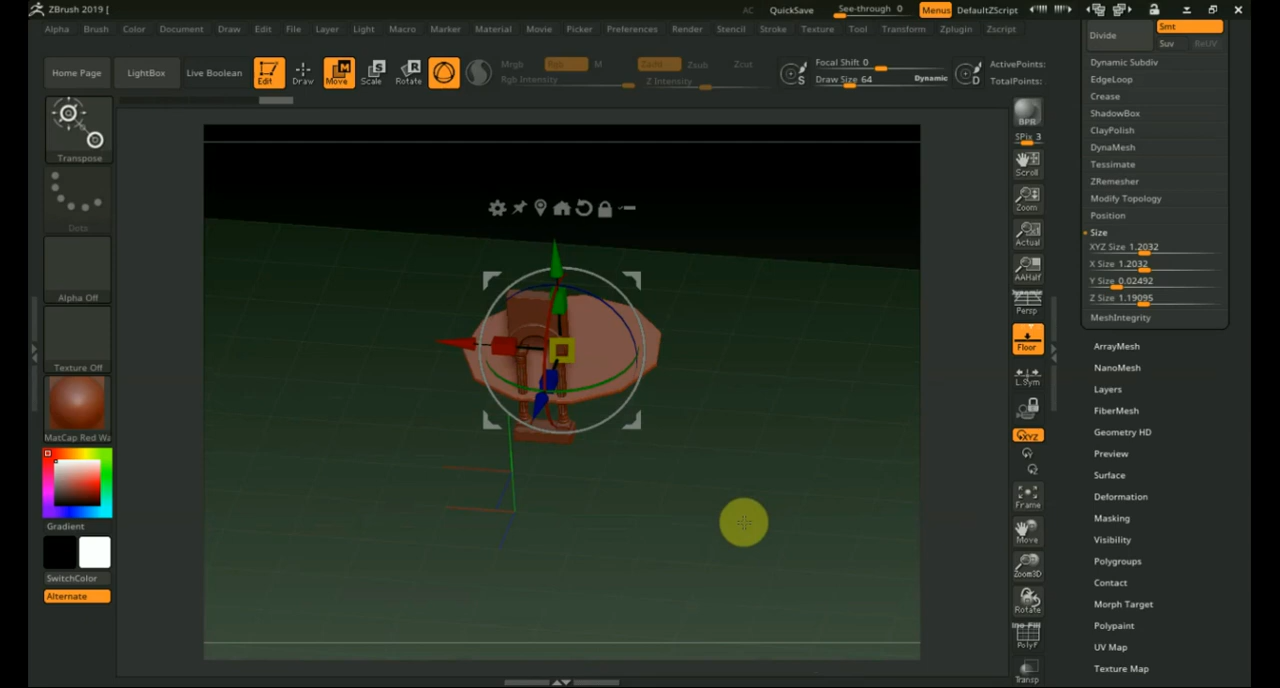 ZBrush 2019 [
AC QuickSave See-through 0 Menus DefaultZScript
Alpha Brush Color Document Draw Edit File Layer Light Macro Marker Material Movie Picker Preferences Render Stencil Stroke Texture Tool Transform Zplugin Zscript
Home Page LightBox Live Boolean Edit Draw Move Scale Rotate
Mrgb Rgb M Zadd Zsub Zcut
Rgb Intensity Z Intensity
Focal Shift 0
Draw Size 64 Dynamic
ActivePoints:
TotalPoints:
Transpose
Dots
Alpha Off
Texture Off
MatCap Red Wa
Gradient
SwitchColor
Alternate
BPR
SPix 3
Scroll
Zoom
Actual
AAHalf
Dynamic
Persp
Floor
L.Sym
XYZ
Frame
Move
Zoom3D
Rotate
PolyF
Transp
Divide Smt
Suv ReUV
Dynamic Subdiv
EdgeLoop
Crease
ShadowBox
ClayPolish
DynaMesh
Tessimate
ZRemesher
Modify Topology
Position
Size
XYZ Size 1.2032
X Size 1.2032
Y Size 0.02492
Z Size 1.19095
MeshIntegrity
ArrayMesh
NanoMesh
Layers
FiberMesh
Geometry HD
Preview
Surface
Deformation
Masking
Visibility
Polygroups
Contact
Morph Target
Polypaint
UV Map
Texture Map